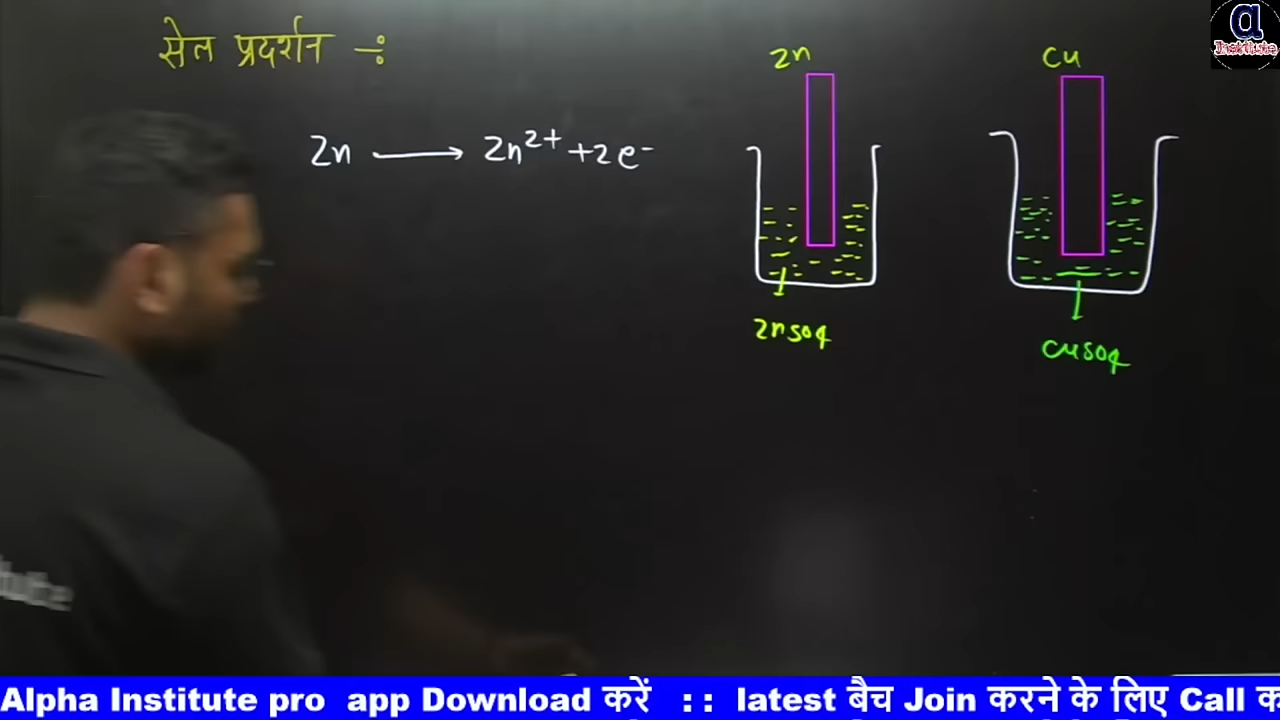 सेल प्रदर्शन ÷
Zn → Zn²⁺ + 2e⁻
Zn
Cu
ZnSO₄
CuSO₄
α
Institute
Alpha Institute pro app Download करें :: latest बैच Join करने के लिए Call